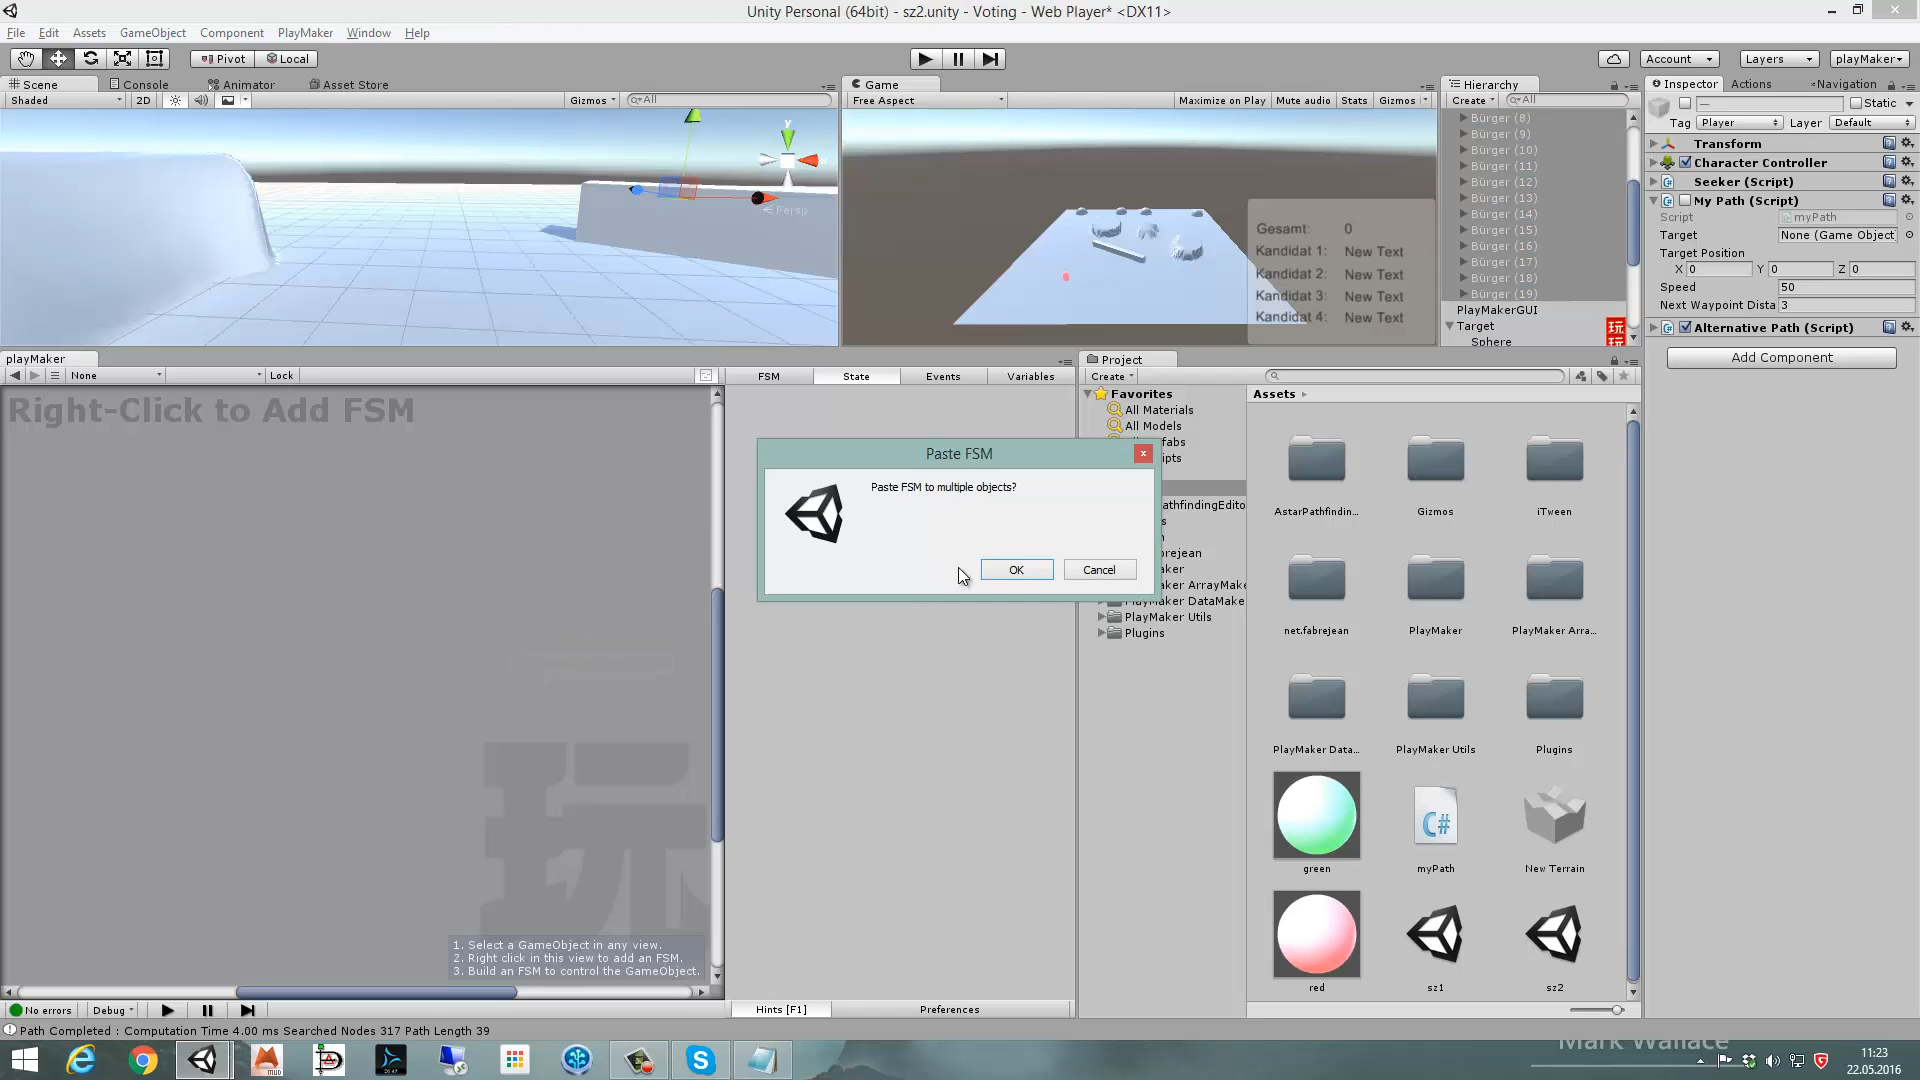 Unity Personal (64bit) - sz2.unity - Voting - Web Player* <DX11>
File Edit Assets GameObject Component PlayMaker Window Help
Pivot Local Account Layers playMaker
Scene Console Animator Asset Store
Shaded 2D Gizmos All
y
Persp
Game
Free Aspect Maximize on Play Mute audio Stats Gizmos
Gesamt: 0
Kandidat 1: New Text
Kandidat 2: New Text
Kandidat 3: New Text
Kandidat 4: New Text
Hierarchy
Create All
Bürger (8)
Bürger (9)
Bürger (10)
Bürger (11)
Bürger (12)
Bürger (13)
Bürger (14)
Bürger (15)
Bürger (16)
Bürger (17)
Bürger (18)
Bürger (19)
PlayMakerGUI
Target
Sphere
Inspector Actions Navigation
— Static
Tag Player Layer Default
Transform
Character Controller
Seeker (Script)
My Path (Script)
Script myPath
Target None (Game Object
Target Position
X 0 Y 0 Z 0
Speed 50
Next Waypoint Dista 3
Alternative Path (Script)
Add Component
playMaker
None Lock
Right-Click to Add FSM
1. Select a GameObject in any view.
2. Right click in this view to add an FSM.
3. Build an FSM to control the GameObject.
FSM State Events Variables
Hints [F1] Preferences
Paste FSM
Paste FSM to multiple objects?
OK Cancel
Project
Create
Favorites
All Materials
All Models
fabs
ipts
athfindingEdito
s
n
brejean
aker
aker ArrayMake
PlayMaker DataMake
PlayMaker Utils
Plugins
Assets
AstarPathfindin... Gizmos iTween
net.fabrejean PlayMaker PlayMaker Arra...
PlayMaker Data... PlayMaker Utils Plugins
C#
green myPath New Terrain
red sz1 sz2
No errors Debug
Path Completed : Computation Time 4.00 ms Searched Nodes 317 Path Length 39
Mark Wallace
11:23
22.05.2016